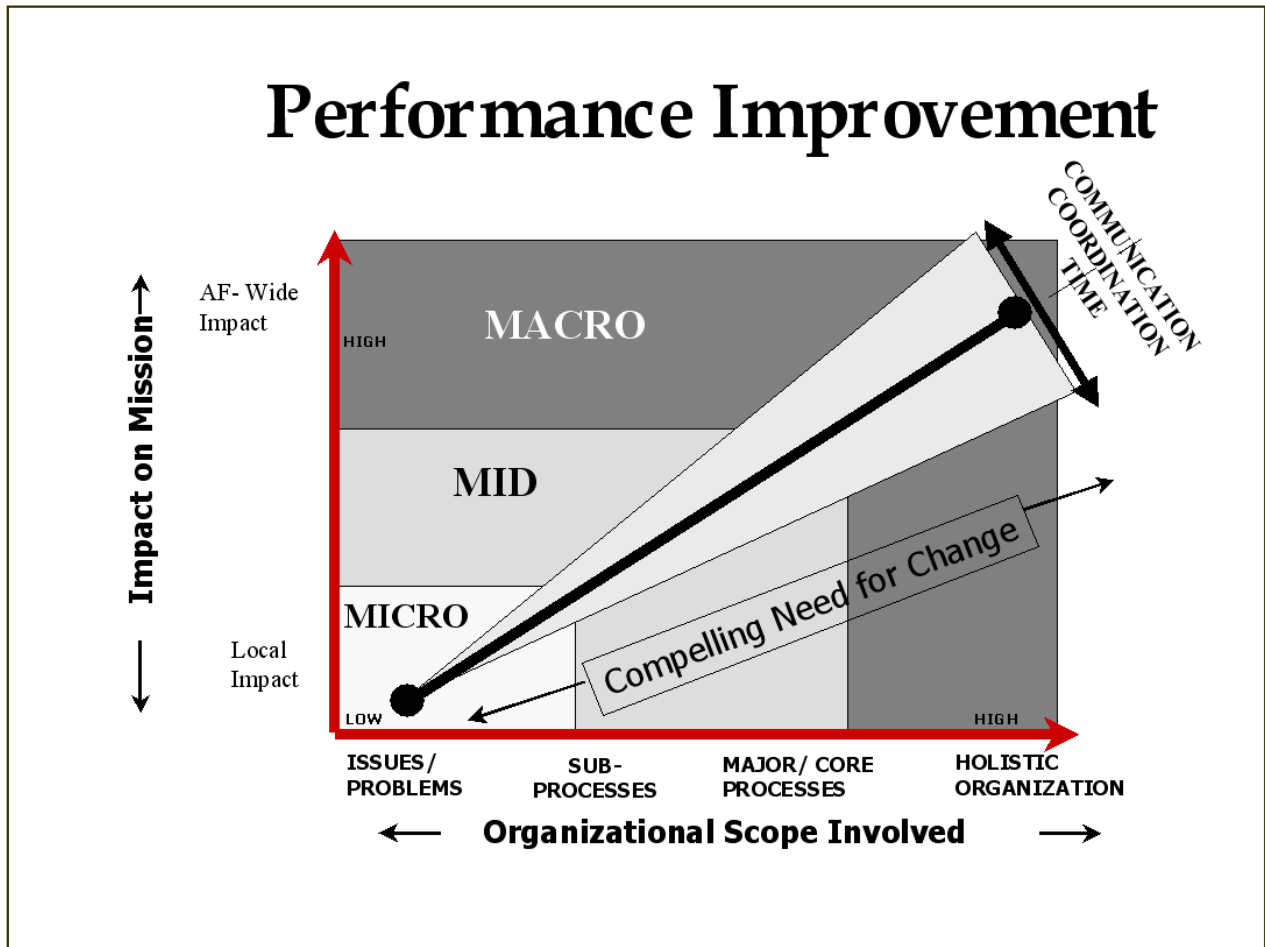 Performance Improvement
COMMUNICATION
COORDINATION
TIME
AF- Wide
Impact
HIGH
MACRO
Impact on Mission
MID
MICRO
Compelling Need for Change
Local
Impact
LOW
HIGH
ISSUES/
PROBLEMS
SUB-
PROCESSES
MAJOR/ CORE
PROCESSES
HOLISTIC
ORGANIZATION
Organizational Scope Involved